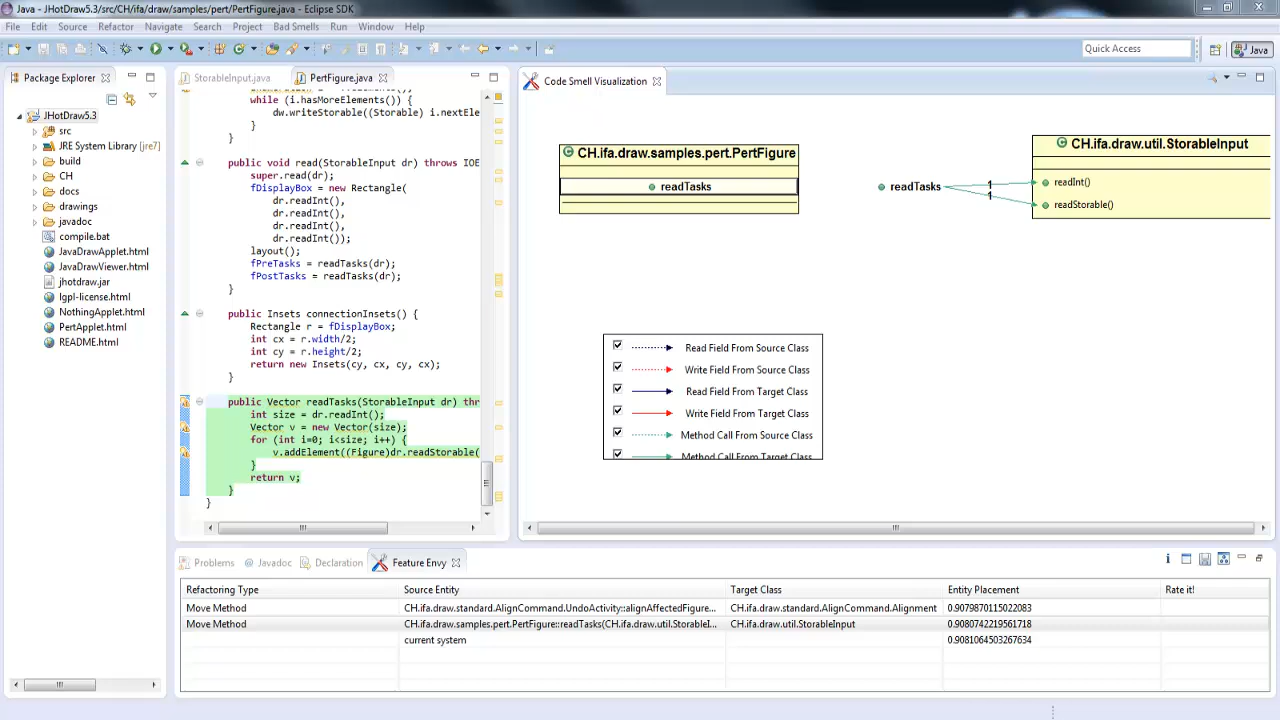 Java - JHotDraw5.3/src/CH/ifa/draw/samples/pert/PertFigure.java - Eclipse SDK
File Edit Source Refactor Navigate Search Project Bad Smells Run Window Help
Quick Access
Java
Package Explorer
JHotDraw5.3
src
JRE System Library [jre7]
build
CH
docs
drawings
javadoc
compile.bat
JavaDrawApplet.html
JavaDrawViewer.html
jhotdraw.jar
lgpl-license.html
NothingApplet.html
PertApplet.html
README.html
StorableInput.java
PertFigure.java
while (i.hasMoreElements()) {
dw.writeStorable((Storable) i.nextEle
}
}
public void read(StorableInput dr) throws IOE
super.read(dr);
fDisplayBox = new Rectangle(
dr.readInt(),
dr.readInt(),
dr.readInt(),
dr.readInt());
layout();
fPreTasks = readTasks(dr);
fPostTasks = readTasks(dr);
}
public Insets connectionInsets() {
Rectangle r = fDisplayBox;
int cx = r.width/2;
int cy = r.height/2;
return new Insets(cy, cx, cy, cx);
}
public Vector readTasks(StorableInput dr) thr
int size = dr.readInt();
Vector v = new Vector(size);
for (int i=0; i<size; i++) {
v.addElement((Figure)dr.readStorable(
}
return v;
}
}
Code Smell Visualization
CH.ifa.draw.samples.pert.PertFigure
readTasks
readTasks
1
1
CH.ifa.draw.util.StorableInput
readInt()
readStorable()
Read Field From Source Class
Write Field From Source Class
Read Field From Target Class
Write Field From Target Class
Method Call From Source Class
Method Call From Target Class
Problems Javadoc Declaration Feature Envy
Refactoring Type Source Entity Target Class Entity Placement Rate it!
Move Method CH.ifa.draw.standard.AlignCommand.UndoActivity::alignAffectedFigure... CH.ifa.draw.standard.AlignCommand.Alignment 0.9079870115022083
Move Method CH.ifa.draw.samples.pert.PertFigure::readTasks(CH.ifa.draw.util.StorableI... CH.ifa.draw.util.StorableInput 0.9080742219561718
current system 0.9081064503267634